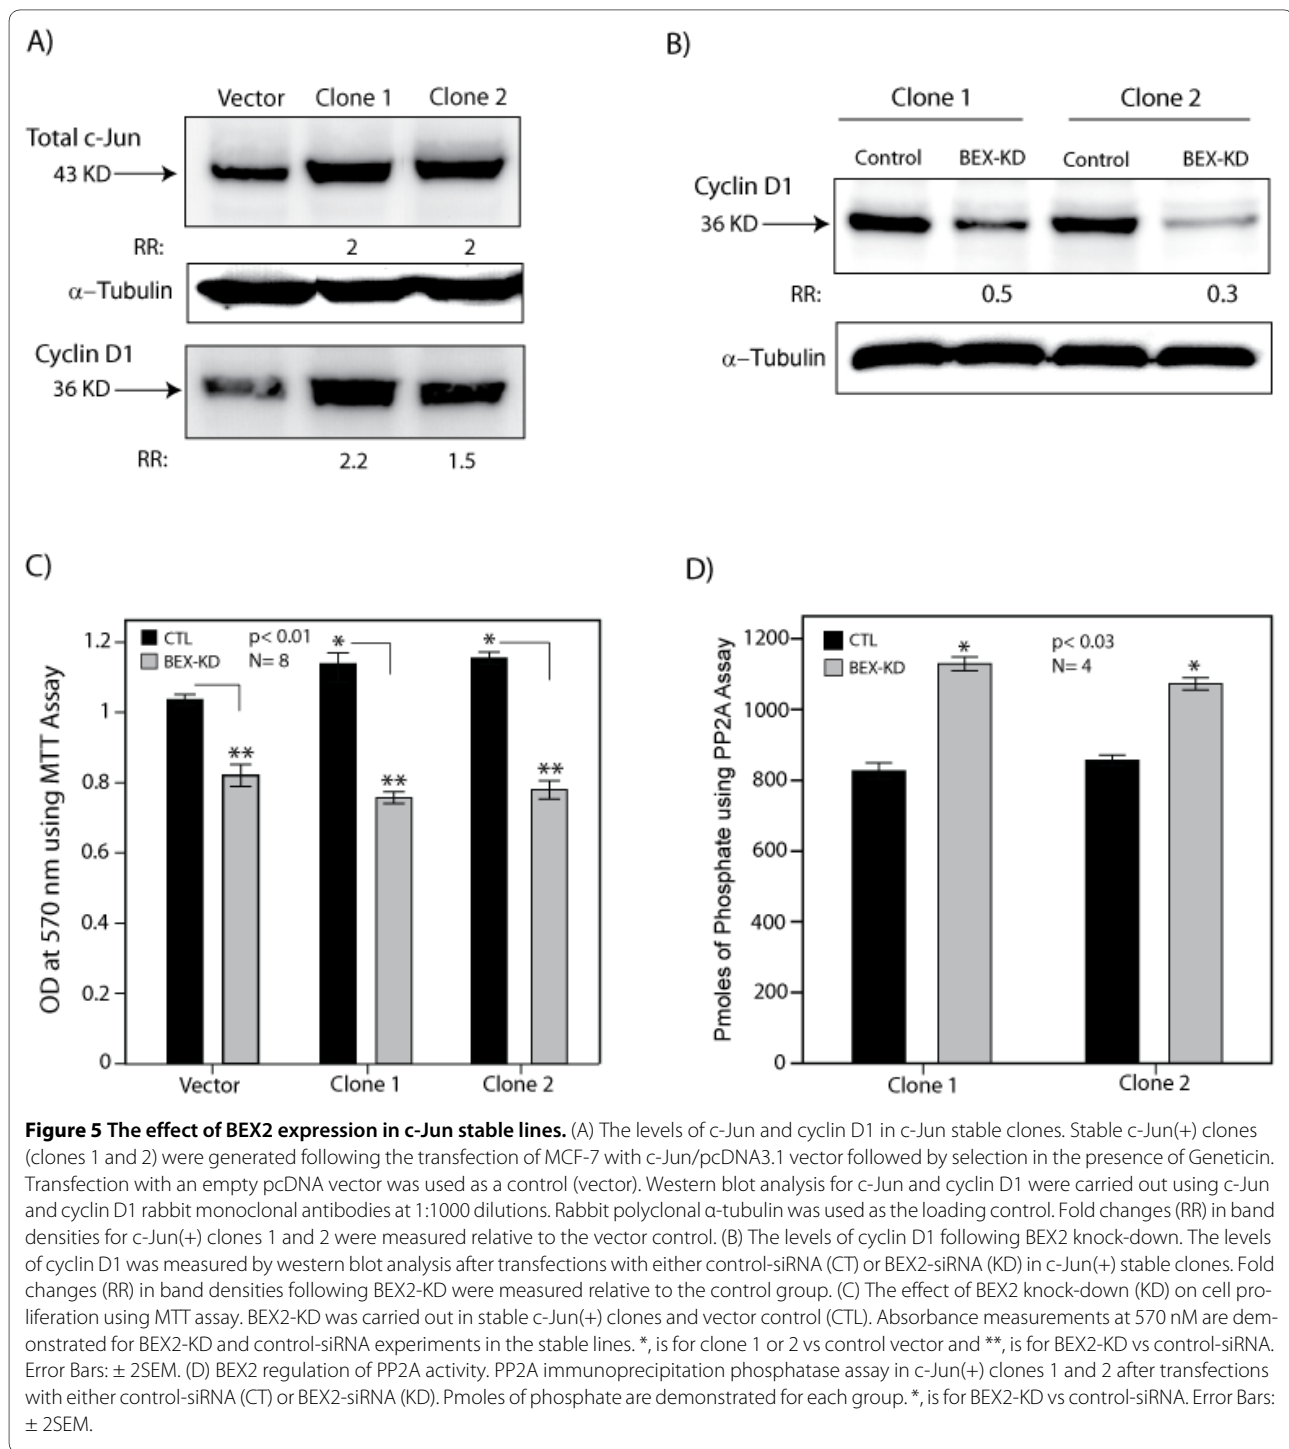 A)
Vector Clone 1 Clone 2
Total c-Jun
43 KD
RR: 2 2
α–Tubulin
Cyclin D1
36 KD
RR: 2.2 1.5
B)
Clone 1 Clone 2
Control BEX-KD Control BEX-KD
Cyclin D1
36 KD
RR: 0.5 0.3
α–Tubulin
C)
OD at 570 nm using MTT Assay
CTL
BEX-KD
p< 0.01
N= 8
* *
** ** **
1.2
1
0.8
0.6
0.4
0.2
0
Vector Clone 1 Clone 2
D)
Pmoles of Phosphate using PP2A Assay
CTL
BEX-KD
p< 0.03
N= 4
* *
1200
1000
800
600
400
200
0
Clone 1 Clone 2
Figure 5 The effect of BEX2 expression in c-Jun stable lines. (A) The levels of c-Jun and cyclin D1 in c-Jun stable clones. Stable c-Jun(+) clones
(clones 1 and 2) were generated following the transfection of MCF-7 with c-Jun/pcDNA3.1 vector followed by selection in the presence of Geneticin.
Transfection with an empty pcDNA vector was used as a control (vector). Western blot analysis for c-Jun and cyclin D1 were carried out using c-Jun
and cyclin D1 rabbit monoclonal antibodies at 1:1000 dilutions. Rabbit polyclonal α-tubulin was used as the loading control. Fold changes (RR) in band
densities for c-Jun(+) clones 1 and 2 were measured relative to the vector control. (B) The levels of cyclin D1 following BEX2 knock-down. The levels
of cyclin D1 was measured by western blot analysis after transfections with either control-siRNA (CT) or BEX2-siRNA (KD) in c-Jun(+) stable clones. Fold
changes (RR) in band densities following BEX2-KD were measured relative to the control group. (C) The effect of BEX2 knock-down (KD) on cell pro-
liferation using MTT assay. BEX2-KD was carried out in stable c-Jun(+) clones and vector control (CTL). Absorbance measurements at 570 nM are dem-
onstrated for BEX2-KD and control-siRNA experiments in the stable lines. *, is for clone 1 or 2 vs control vector and **, is for BEX2-KD vs control-siRNA.
Error Bars: ± 2SEM. (D) BEX2 regulation of PP2A activity. PP2A immunoprecipitation phosphatase assay in c-Jun(+) clones 1 and 2 after transfections
with either control-siRNA (CT) or BEX2-siRNA (KD). Pmoles of phosphate are demonstrated for each group. *, is for BEX2-KD vs control-siRNA. Error Bars:
± 2SEM.